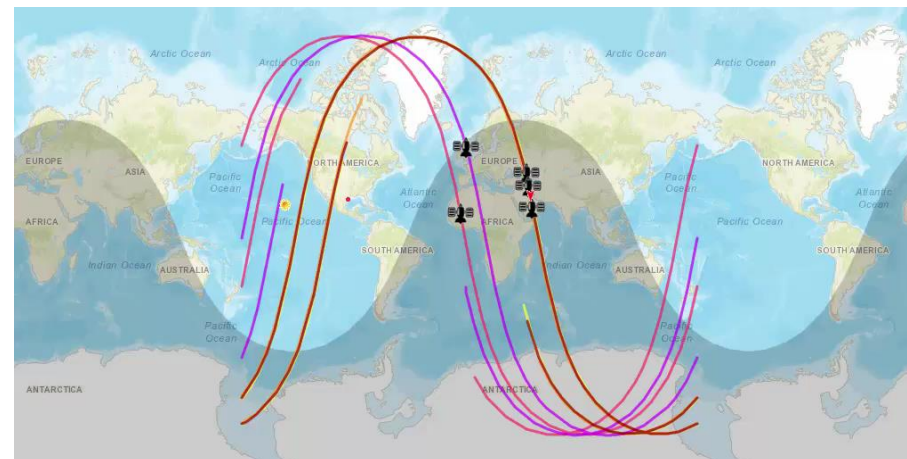 Arctic Ocean
Arctic Ocean
Arctic Ocean
EUROPE
ASIA
NORTH AMERICA
EUROPE
ASIA
NORTH AMERICA
Pacific
Ocean
Atlantic
Ocean
Pacific
Ocean
Atlantic
Ocean
AFRICA
Pacific Ocean
AFRICA
Pacific Ocean
SOUTH AMERICA
SOUTH AMERICA
Indian Ocean
AUSTRALIA
Indian Ocean
AUSTRALIA
Pacific
Ocean
Pacific
Ocean
ANTARCTICA
ANTARCTICA